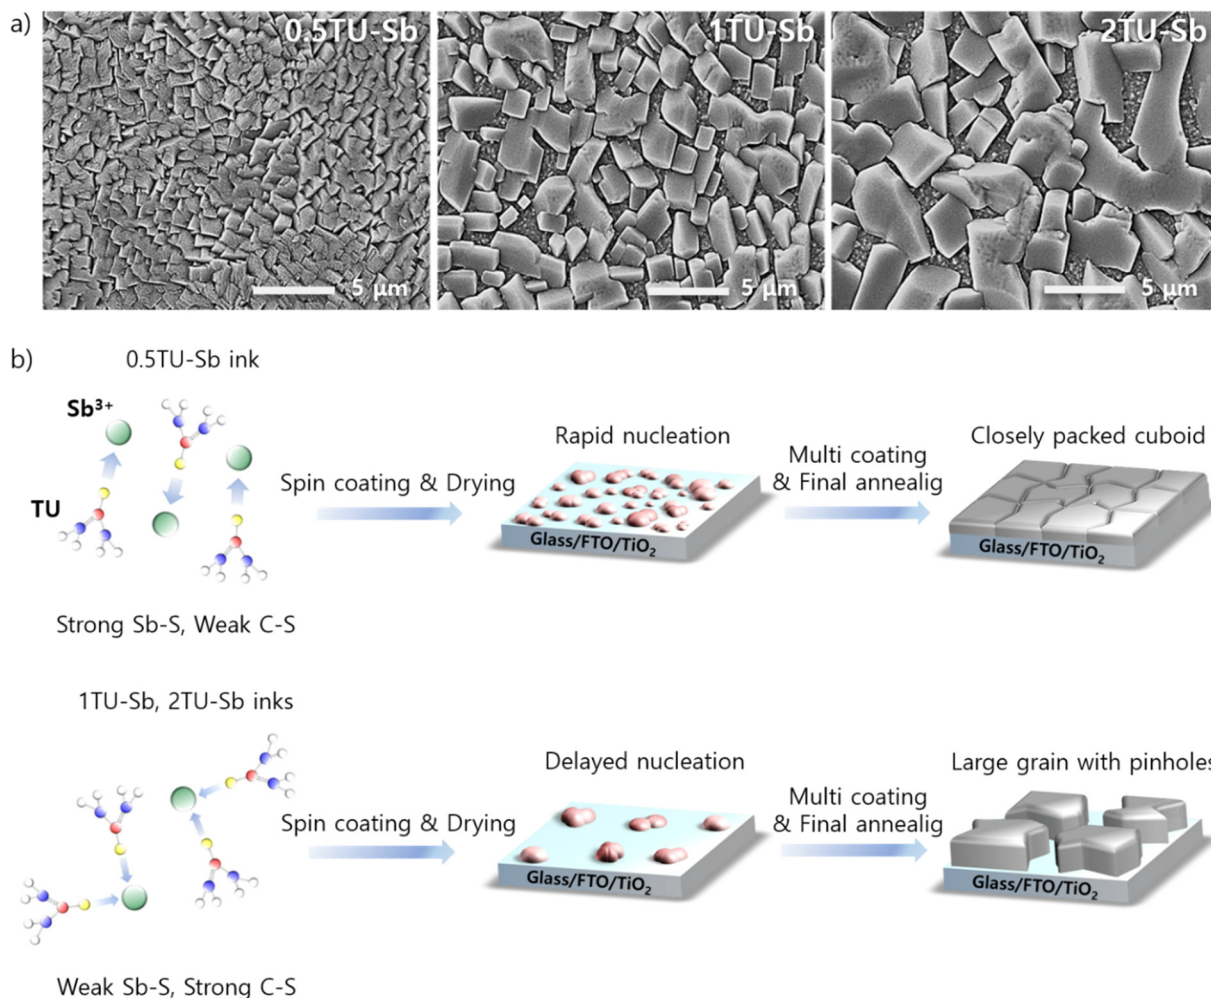 a)
0.5TU-Sb
1TU-Sb
2TU-Sb
5 μm
5 μm
5 μm
b)
0.5TU-Sb ink
Sb³⁺
TU
Strong Sb-S, Weak C-S
Spin coating & Drying
Rapid nucleation
Glass/FTO/TiO₂
Multi coating
& Final annealig
Closely packed cuboid
Glass/FTO/TiO₂
1TU-Sb, 2TU-Sb inks
Weak Sb-S, Strong C-S
Spin coating & Drying
Delayed nucleation
Glass/FTO/TiO₂
Multi coating
& Final annealig
Large grain with pinholes
Glass/FTO/TiO₂